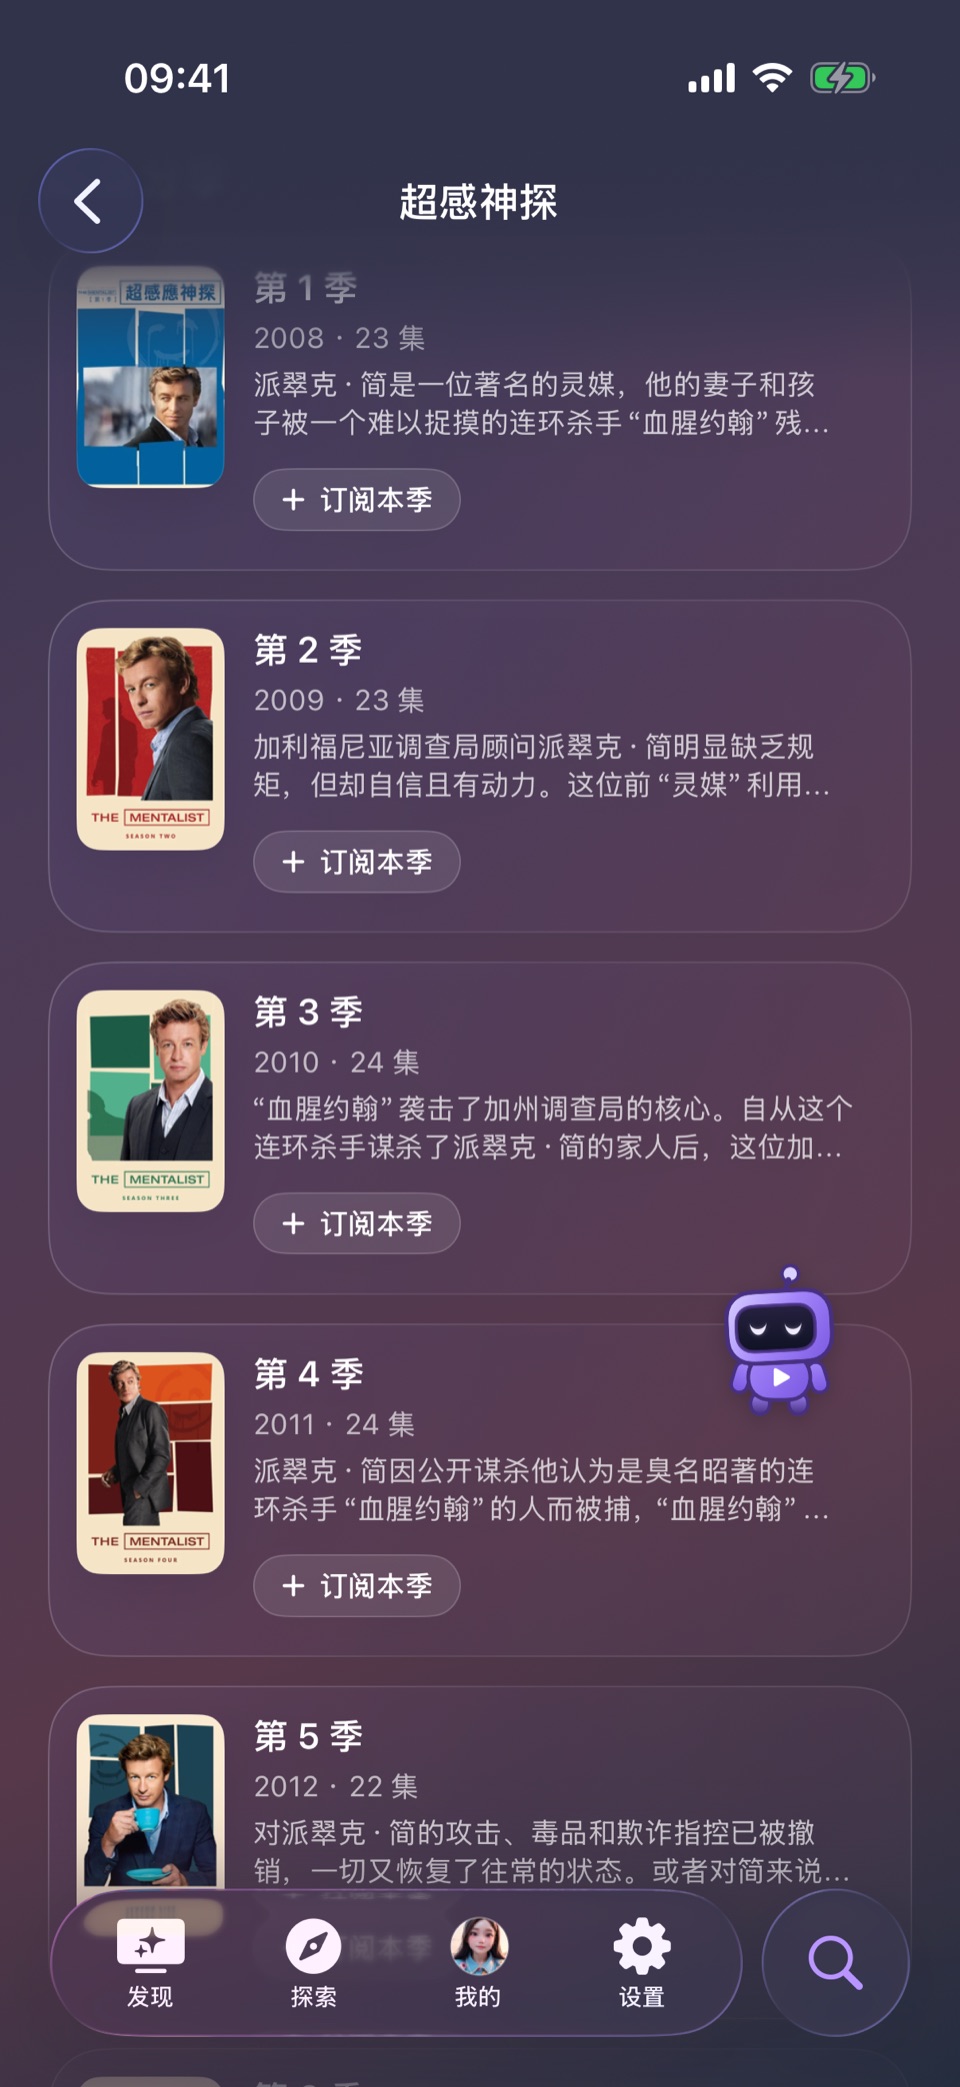 09:41
超感神探
超感應神探
第 1 季
2008 · 23 集
派翠克 · 简是一位著名的灵媒，他的妻子和孩
子被一个难以捉摸的连环杀手 “血腥约翰” 残...
+ 订阅本季
第 2 季
2009 · 23 集
加利福尼亚调查局顾问派翠克 · 简明显缺乏规
矩，但却自信且有动力。这位前 “灵媒” 利用...
THE MENTALIST
SEASON TWO
+ 订阅本季
第 3 季
2010 · 24 集
“血腥约翰” 袭击了加州调查局的核心。自从这个
连环杀手谋杀了派翠克 · 简的家人后，这位加...
THE MENTALIST
SEASON THREE
+ 订阅本季
第 4 季
2011 · 24 集
派翠克 · 简因公开谋杀他认为是臭名昭著的连
环杀手 “血腥约翰” 的人而被捕，“血腥约翰” ...
THE MENTALIST
SEASON FOUR
+ 订阅本季
第 5 季
2012 · 22 集
对派翠克 · 简的攻击、毒品和欺诈指控已被撤
销，一切又恢复了往常的状态。或者对简来说...
发现
探索
我的
设置